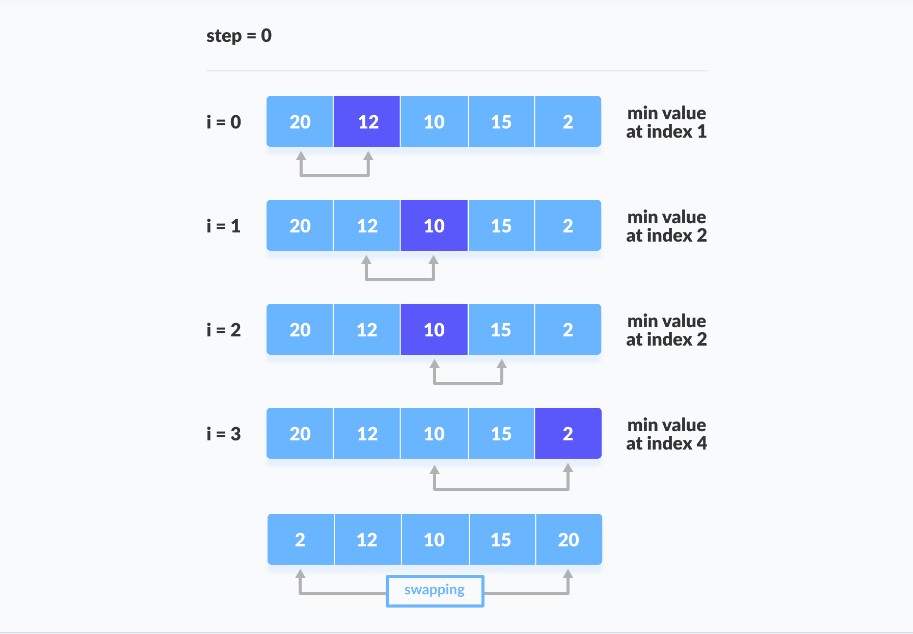 step = 0
i = 0 20 12 10 15 2 min value
at index 1
i = 1 20 12 10 15 2 min value
at index 2
i = 2 20 12 10 15 2 min value
at index 2
i = 3 20 12 10 15 2 min value
at index 4
2 12 10 15 20
swapping